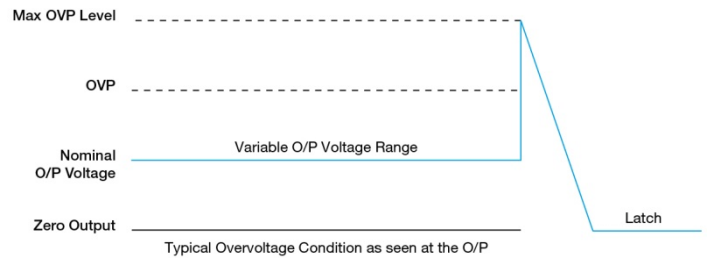 Max OVP Level
OVP
Variable O/P Voltage Range
Nominal
O/P Voltage
Zero Output
Latch
Typical Overvoltage Condition as seen at the O/P